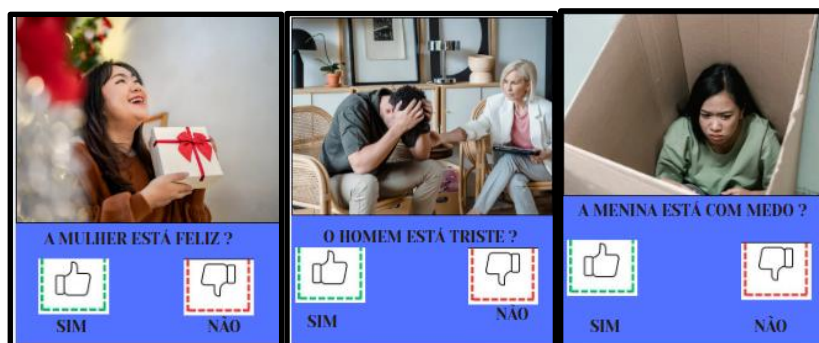 A MULHER ESTÁ FELIZ ?
SIM NÃO
O HOMEM ESTÁ TRISTE ?
SIM NÃO
A MENINA ESTÁ COM MEDO ?
SIM NÃO